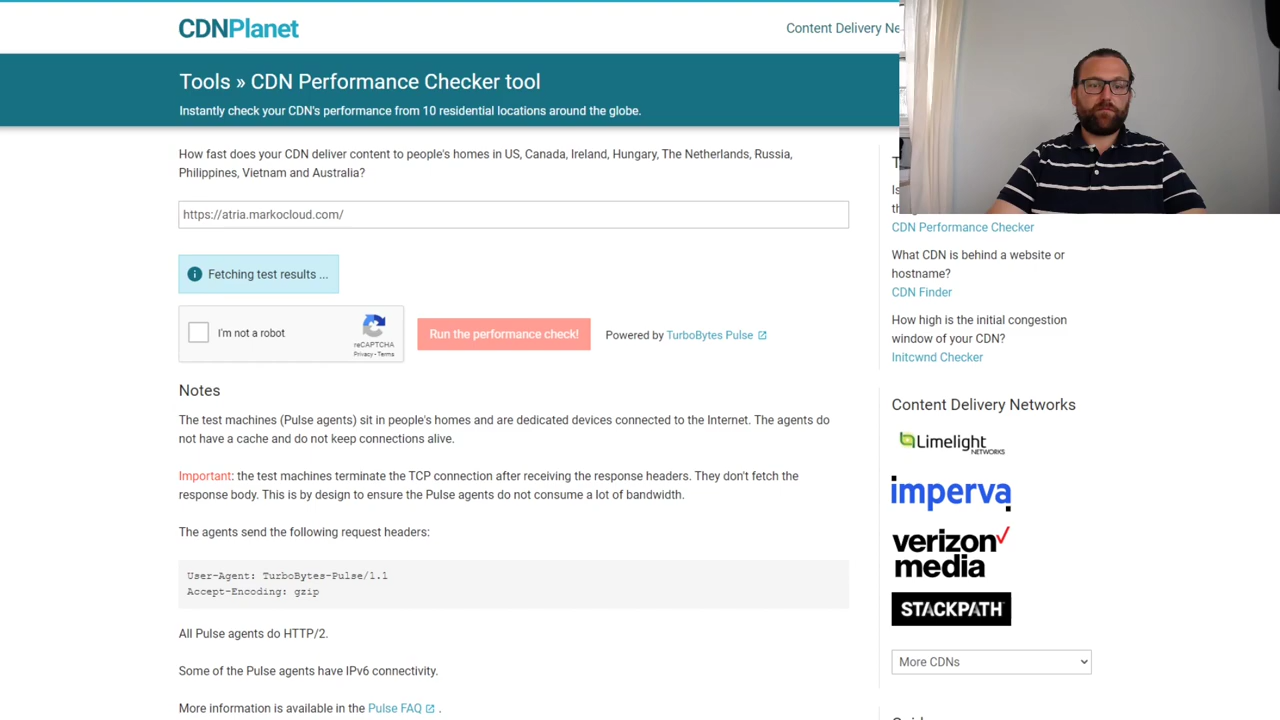 CDNPlanet
Content Delivery Ne
Tools » CDN Performance Checker tool
Instantly check your CDN's performance from 10 residential locations around the globe.
How fast does your CDN deliver content to people's homes in US, Canada, Ireland, Hungary, The Netherlands, Russia,
Philippines, Vietnam and Australia?
https://atria.markocloud.com/
Fetching test results ...
I'm not a robot
reCAPTCHA
Privacy - Terms
Run the performance check!
Powered by TurboBytes Pulse
Notes
The test machines (Pulse agents) sit in people's homes and are dedicated devices connected to the Internet. The agents do
not have a cache and do not keep connections alive.
Important: the test machines terminate the TCP connection after receiving the response headers. They don't fetch the
response body. This is by design to ensure the Pulse agents do not consume a lot of bandwidth.
The agents send the following request headers:
User-Agent: TurboBytes-Pulse/1.1
Accept-Encoding: gzip
All Pulse agents do HTTP/2.
Some of the Pulse agents have IPv6 connectivity.
More information is available in the Pulse FAQ .
CDN Performance Checker
What CDN is behind a website or
hostname?
CDN Finder
How high is the initial congestion
window of your CDN?
Initcwnd Checker
Content Delivery Networks
Limelight
NETWORKS
imperva
verizon
media
STACKPATH
More CDNs